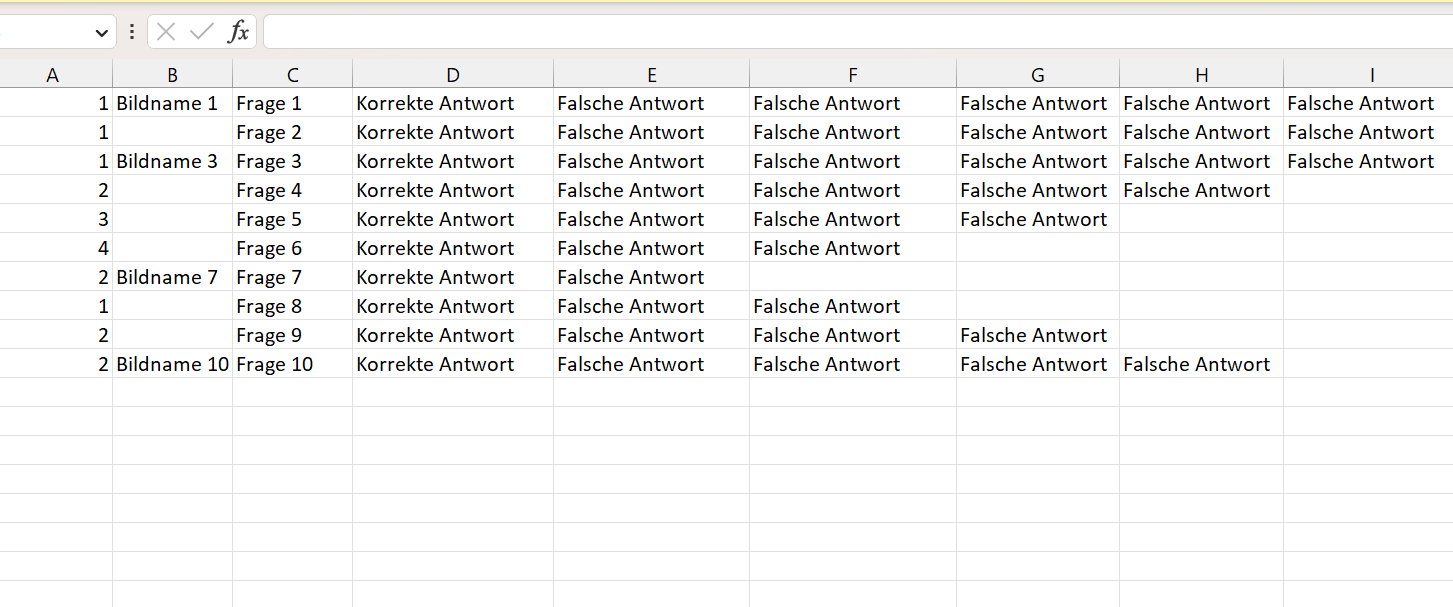 fx
A B C D E F G H I
1 Bildname 1 Frage 1 Korrekte Antwort Falsche Antwort Falsche Antwort Falsche Antwort Falsche Antwort Falsche Antwort
1 Frage 2 Korrekte Antwort Falsche Antwort Falsche Antwort Falsche Antwort Falsche Antwort Falsche Antwort
1 Bildname 3 Frage 3 Korrekte Antwort Falsche Antwort Falsche Antwort Falsche Antwort Falsche Antwort Falsche Antwort
2 Frage 4 Korrekte Antwort Falsche Antwort Falsche Antwort Falsche Antwort Falsche Antwort
3 Frage 5 Korrekte Antwort Falsche Antwort Falsche Antwort Falsche Antwort
4 Frage 6 Korrekte Antwort Falsche Antwort Falsche Antwort
2 Bildname 7 Frage 7 Korrekte Antwort Falsche Antwort
1 Frage 8 Korrekte Antwort Falsche Antwort Falsche Antwort
2 Frage 9 Korrekte Antwort Falsche Antwort Falsche Antwort Falsche Antwort
2 Bildname 10 Frage 10 Korrekte Antwort Falsche Antwort Falsche Antwort Falsche Antwort Falsche Antwort